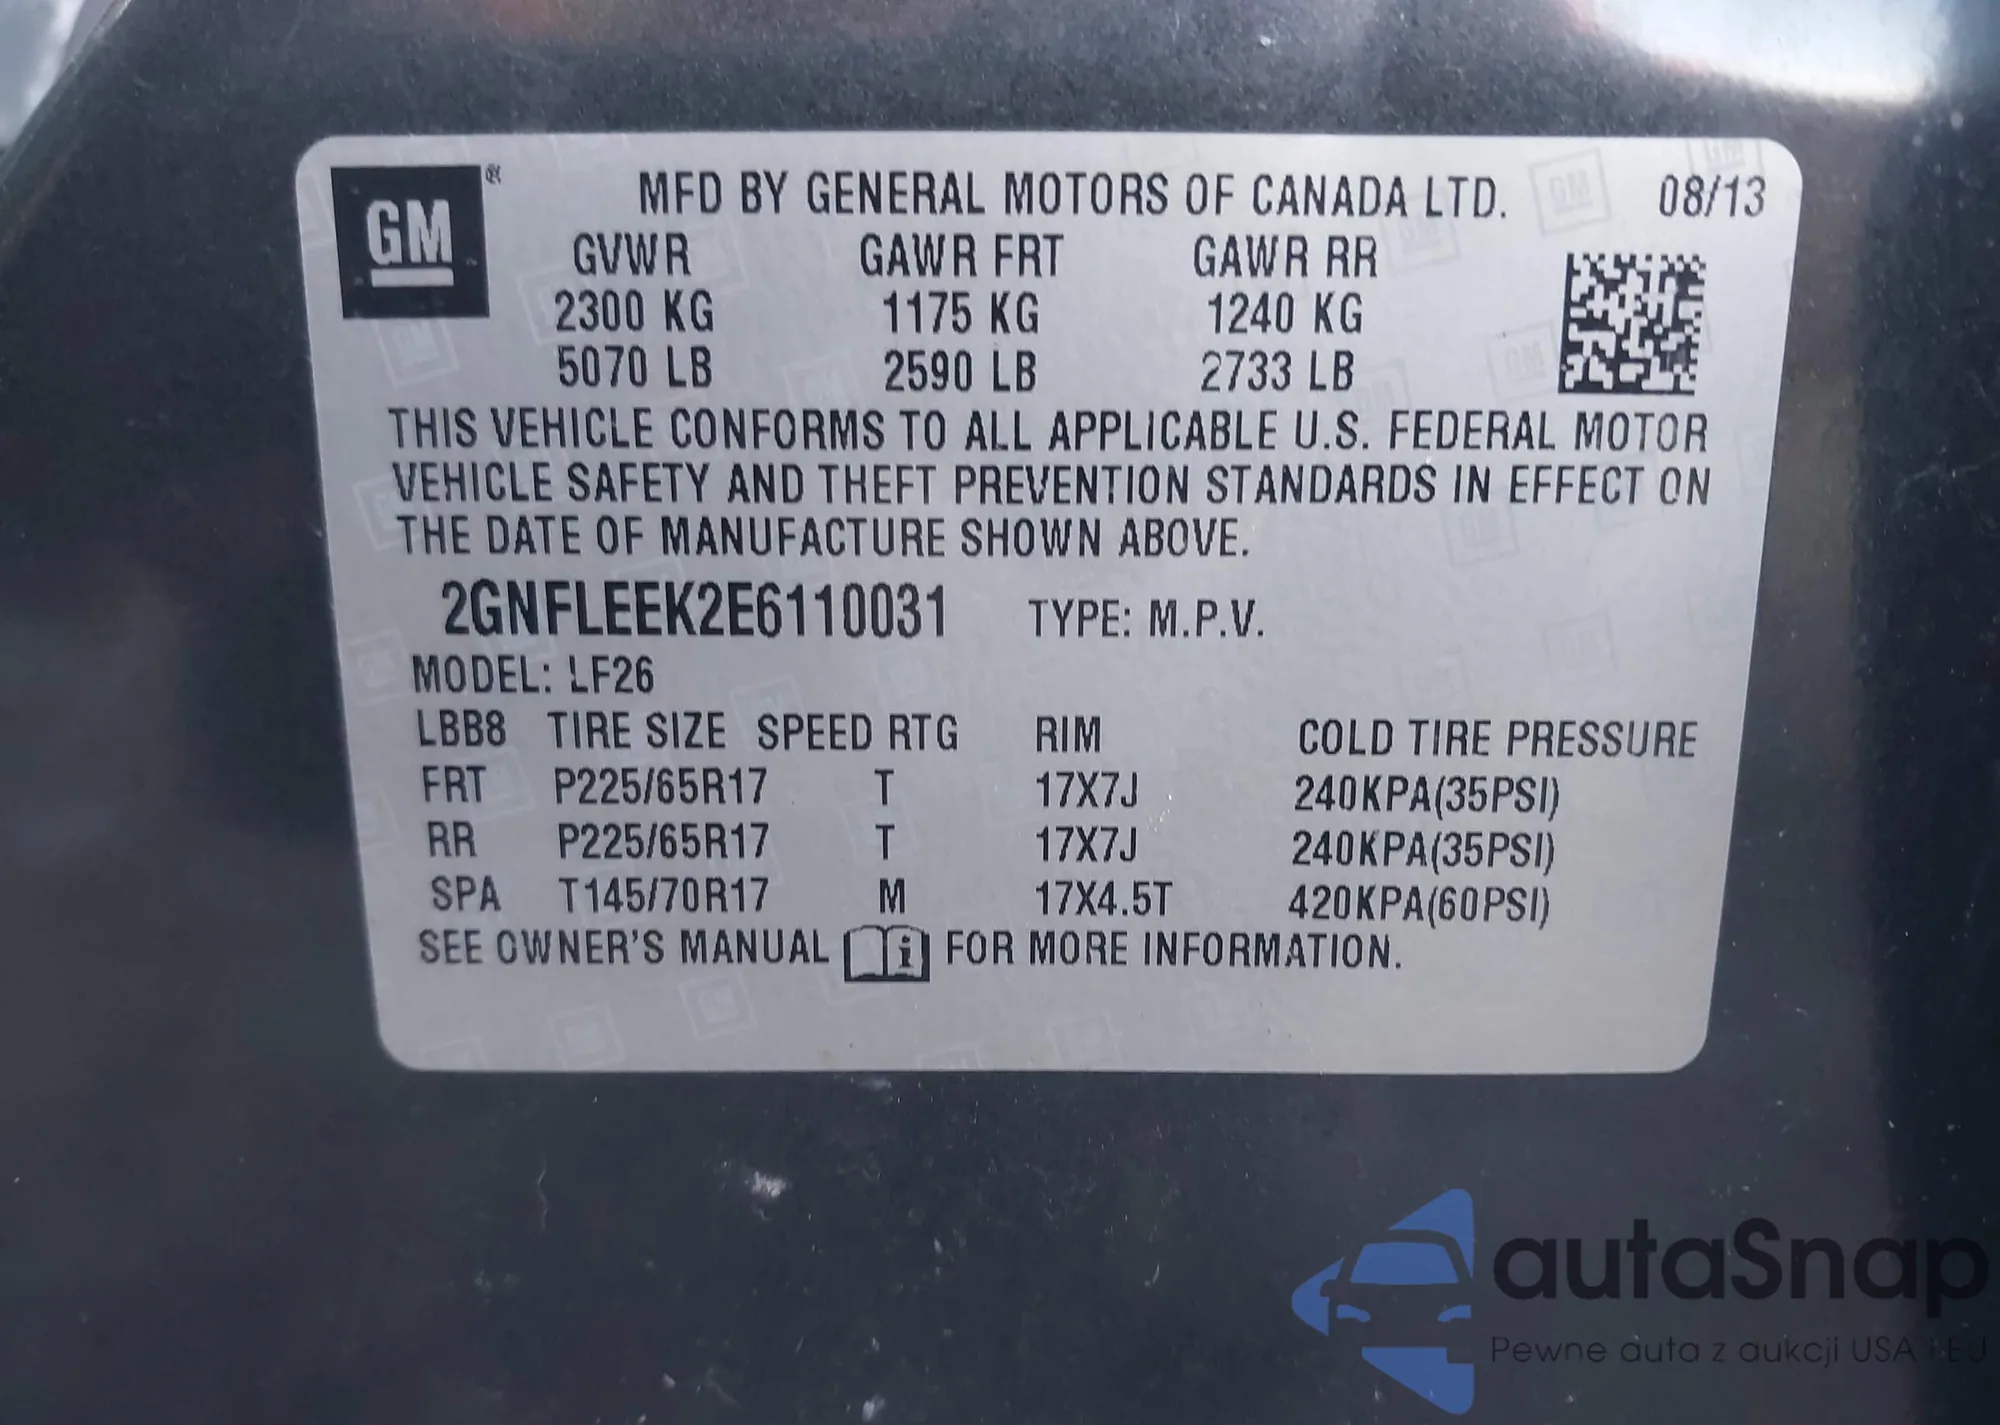 GM ®
MFD BY GENERAL MOTORS OF CANADA LTD. 08/13
GVWR GAWR FRT GAWR RR
2300 KG 1175 KG 1240 KG
5070 LB 2590 LB 2733 LB
THIS VEHICLE CONFORMS TO ALL APPLICABLE U.S. FEDERAL MOTOR
VEHICLE SAFETY AND THEFT PREVENTION STANDARDS IN EFFECT ON
THE DATE OF MANUFACTURE SHOWN ABOVE.
2GNFLEEK2E6110031 TYPE: M.P.V.
MODEL: LF26
LBB8 TIRE SIZE SPEED RTG RIM COLD TIRE PRESSURE
FRT P225/65R17 T 17X7J 240KPA(35PSI)
RR P225/65R17 T 17X7J 240KPA(35PSI)
SPA T145/70R17 M 17X4.5T 420KPA(60PSI)
SEE OWNER'S MANUAL i FOR MORE INFORMATION.
autaSnap
Pewne auta z aukcji USA i EU